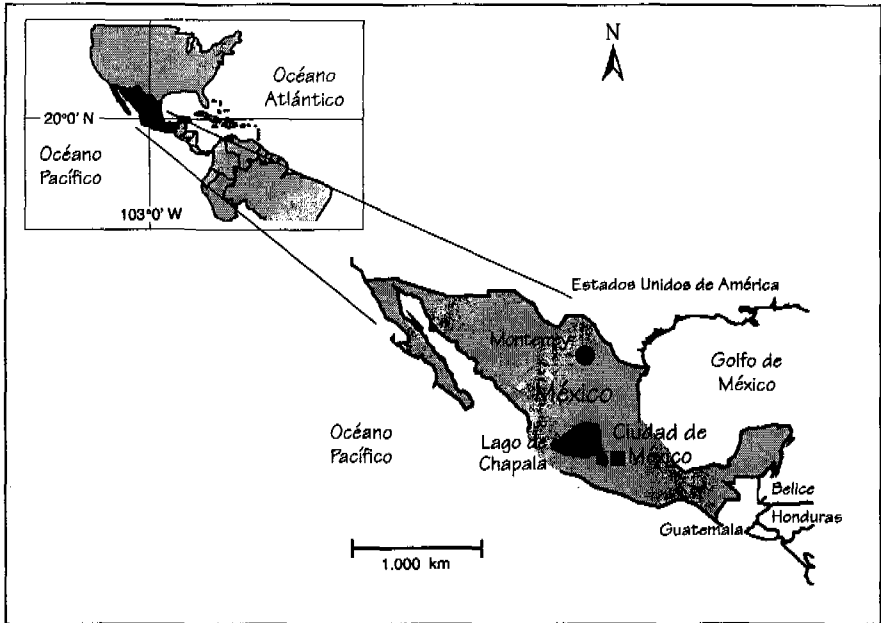 N
Océano
Atlántico
20°0' N
Océano
Pacífico
103°0' W
Estados Unidos de América
Monterrey
Golfo de
México
México
Océano
Pacífico
Lago de
Chapala
Ciudad de
México
Belice
Honduras
Guatemala
1.000 km